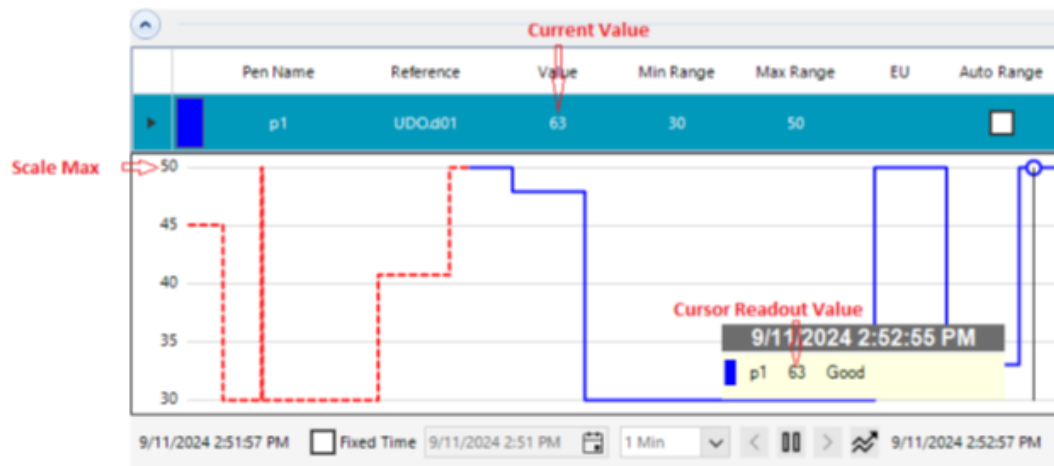 Current Value
Pen Name Reference Value Min Range Max Range EU Auto Range
p1 UDO.d01 63 30 50
Scale Max 50
45
40
Cursor Readout Value
35 9/11/2024 2:52:55 PM
p1 63 Good
30
9/11/2024 2:51:57 PM Fixed Time 9/11/2024 2:51 PM 1 Min 9/11/2024 2:52:57 PM